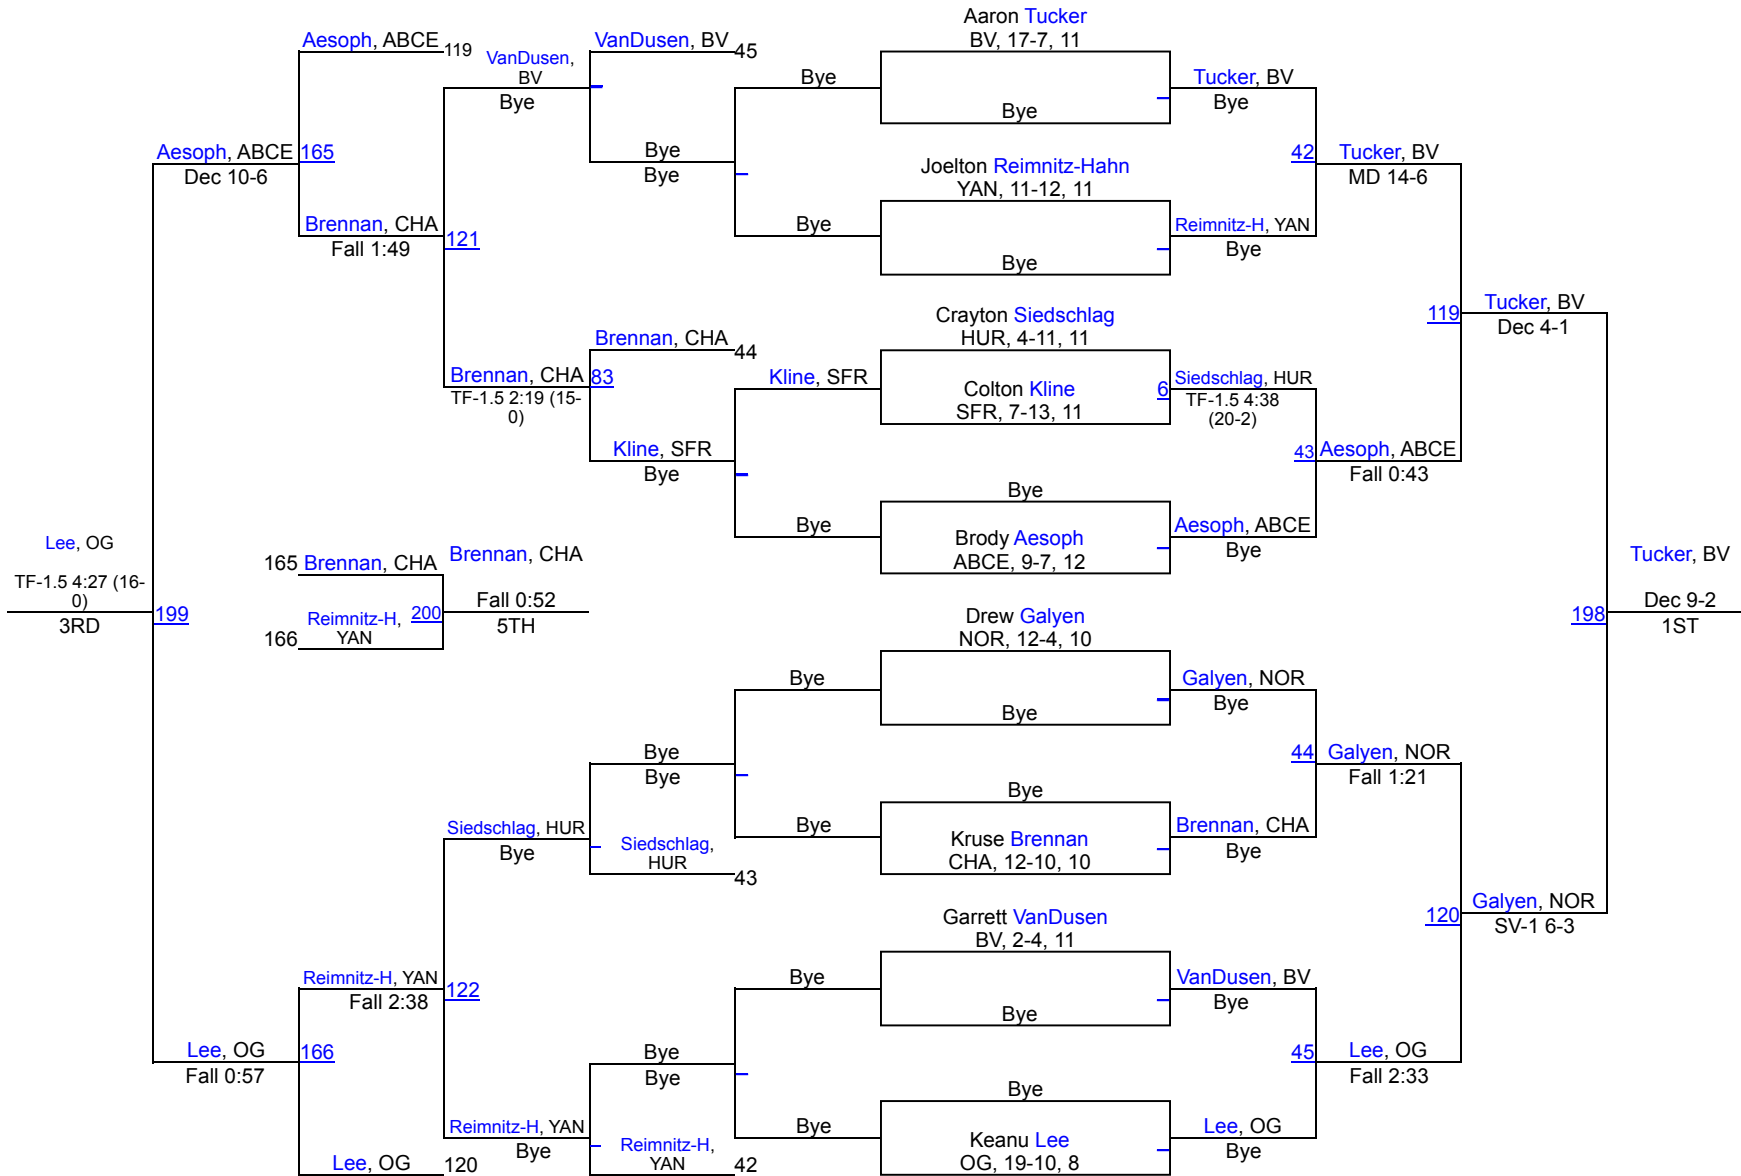 Aaron Tucker
BV, 17-7, 11
Aesoph, ABCE
119
VanDusen, BV
45
VanDusen,
BV
Bye
Bye
Tucker, BV
Bye
Bye
Aesoph, ABCE
165
Dec 10-6
Bye
Bye
Joelton Reimnitz-Hahn
YAN, 11-12, 11
42
Tucker, BV
MD 14-6
Brennan, CHA
Fall 1:49
121
Bye
Reimnitz-H, YAN
Bye
Bye
Crayton Siedschlag
HUR, 4-11, 11
119
Tucker, BV
Dec 4-1
Brennan, CHA
44
Brennan, CHA
83
TF-1.5 2:19 (15-
0)
Kline, SFR
Colton Kline
SFR, 7-13, 11
6
Siedschlag, HUR
TF-1.5 4:38
(20-2)
Kline, SFR
Bye
43
Aesoph, ABCE
Fall 0:43
Bye
Bye
Brody Aesoph
ABCE, 9-7, 12
Aesoph, ABCE
Bye
Lee, OG
TF-1.5 4:27 (16-
0)
3RD
199
165
Brennan, CHA
Brennan, CHA
Reimnitz-H,
YAN
166
200
Fall 0:52
5TH
Tucker, BV
198
Dec 9-2
1ST
Drew Galyen
NOR, 12-4, 10
Bye
Galyen, NOR
Bye
Bye
Bye
Bye
44
Galyen, NOR
Fall 1:21
Bye
Siedschlag, HUR
Bye
Siedschlag,
HUR
43
Bye
Kruse Brennan
CHA, 12-10, 10
Brennan, CHA
Bye
Garrett VanDusen
BV, 2-4, 11
120
Galyen, NOR
SV-1 6-3
Reimnitz-H, YAN
Fall 2:38
122
Bye
VanDusen, BV
Bye
Bye
Lee, OG
166
Fall 0:57
Bye
Bye
45
Lee, OG
Fall 2:33
Bye
Reimnitz-H, YAN
Bye
Reimnitz-H,
YAN
42
Bye
Keanu Lee
OG, 19-10, 8
Lee, OG
Bye
Lee, OG
120